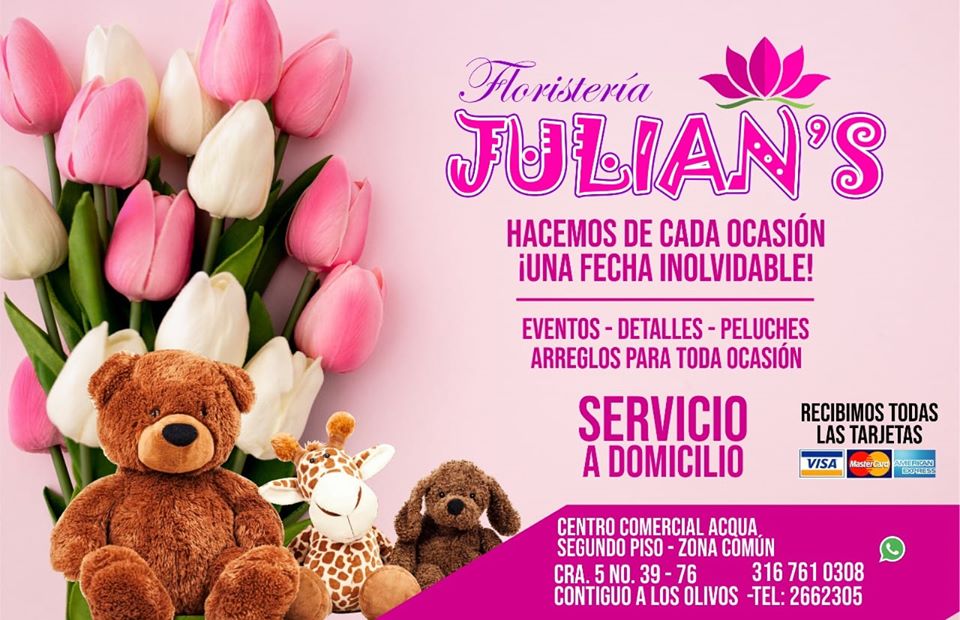 Floristería
JULIAN'S
HACEMOS DE CADA OCASIÓN
¡UNA FECHA INOLVIDABLE!
EVENTOS - DETALLES - PELUCHES
ARREGLOS PARA TODA OCASIÓN
SERVICIO
A DOMICILIO
RECIBIMOS TODAS
LAS TARJETAS
VISA MasterCard AMERICAN EXPRESS
CENTRO COMERCIAL ACQUA
SEGUNDO PISO - ZONA COMÚN
CRA. 5 NO. 39 - 76 316 761 0308
CONTIGUO A LOS OLIVOS -TEL: 2662305